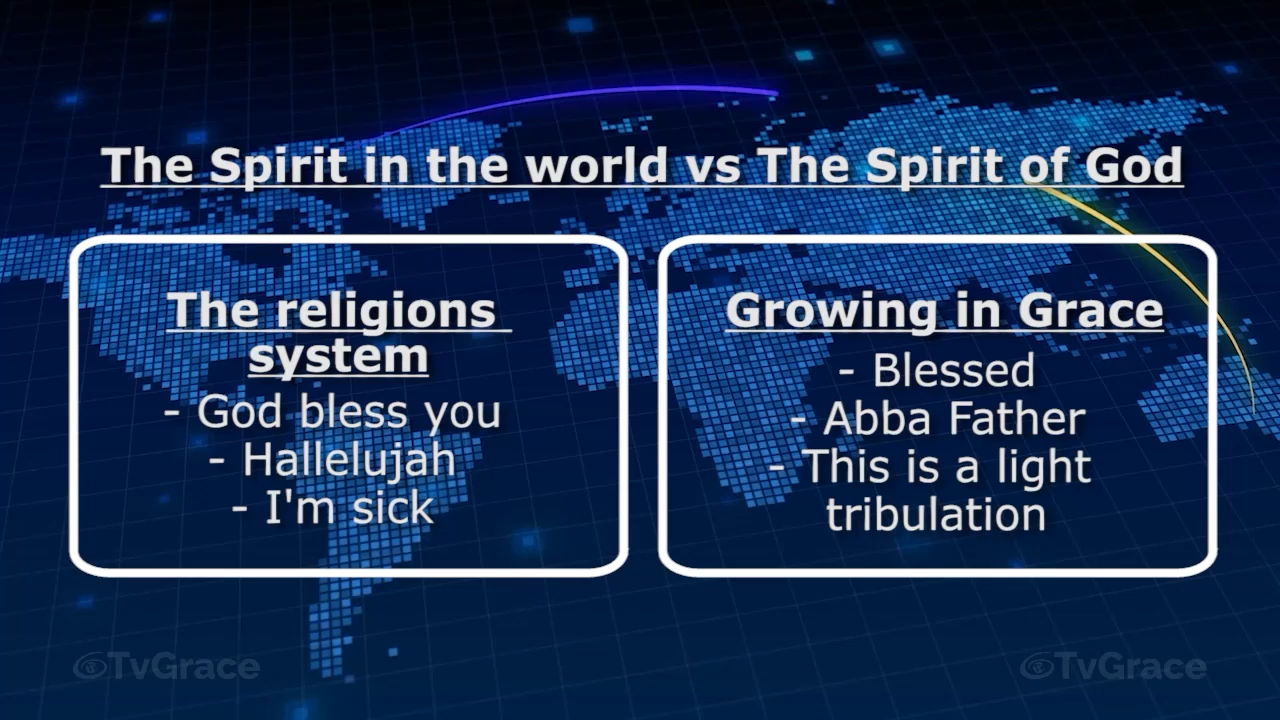 The Spirit in the world vs The Spirit of God
The religions
system
- God bless you
- Hallelujah
- I'm sick
Growing in Grace
- Blessed
- Abba Father
- This is a light
tribulation
TvGrace
TvGrace